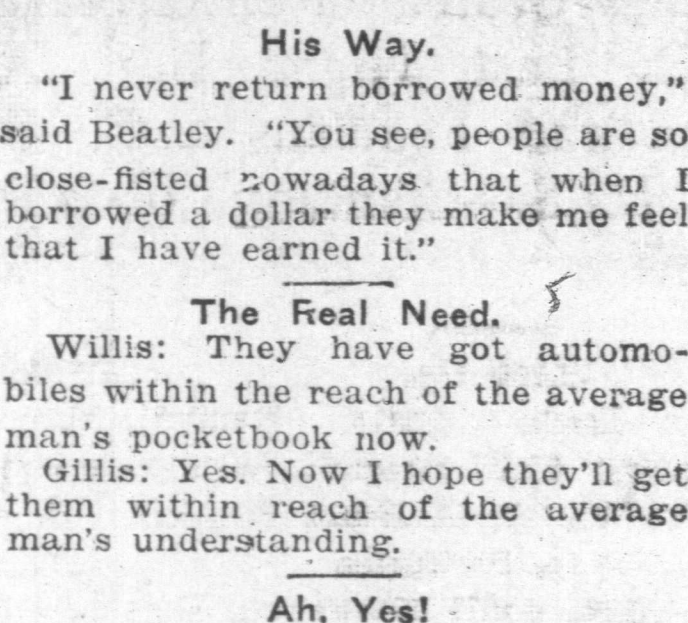 His Way.
"I never return borrowed money,"
said Beatley. "You see, people are so
close-fisted nowadays that when I
borrowed a dollar they make me feel
that I have earned it."
The Real Need.
Willis: They have got automo-
biles within the reach of the average
man's pocketbook now.
Gillis: Yes. Now I hope they'll get
them within reach of the average
man's understanding.
Ah, Yes!